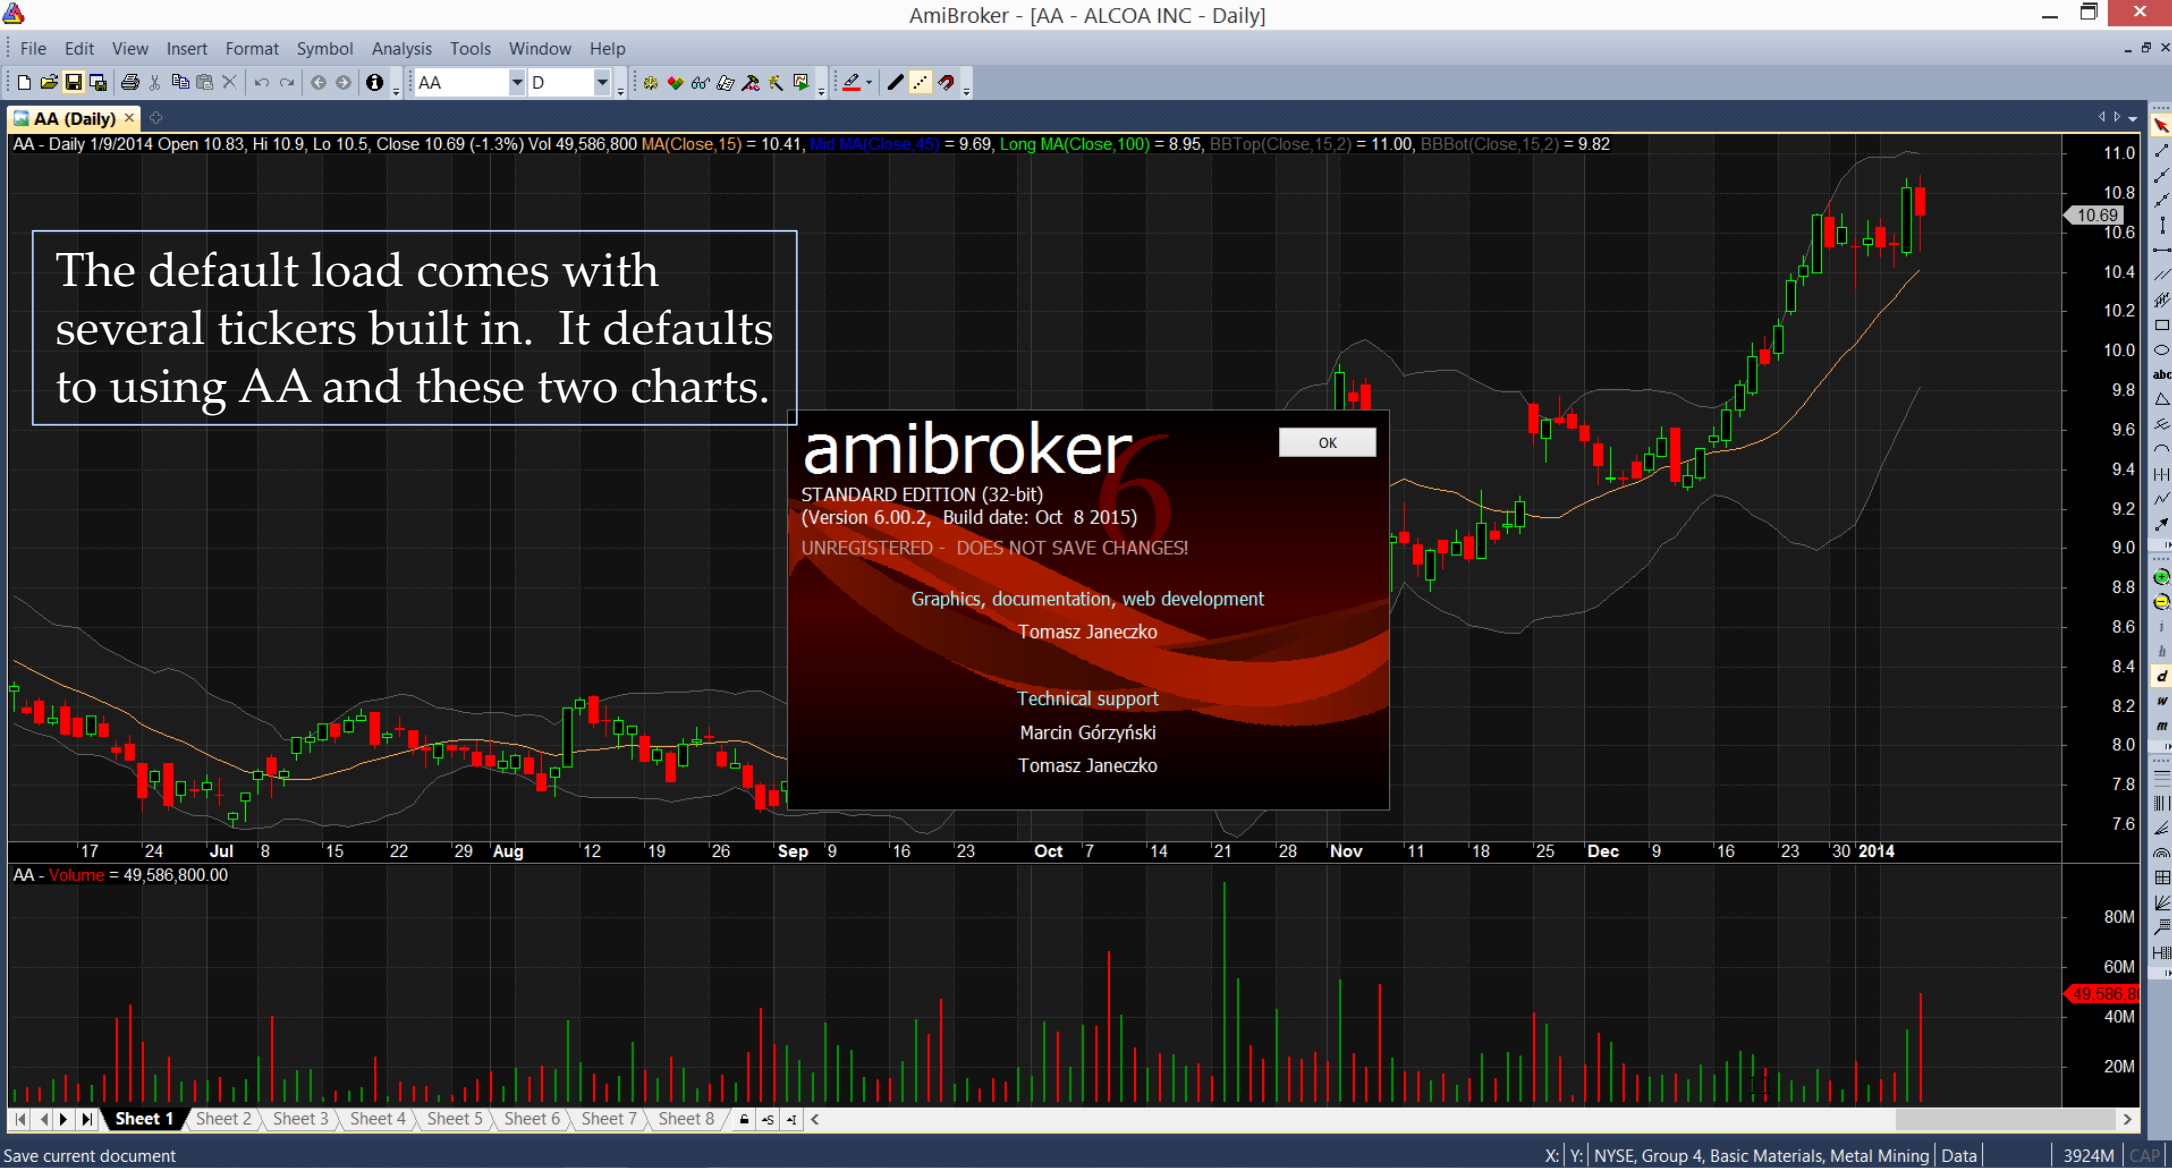 AmiBroker - [AA - ALCOA INC - Daily]
File Edit View Insert Format Symbol Analysis Tools Window Help
AA D
AA (Daily)
AA - Daily 1/9/2014 Open 10.83, Hi 10.9, Lo 10.5, Close 10.69 (-1.3%) Vol 49,586,800 MA(Close,15) = 10.41, Mid MA(Close,45) = 9.69, Long MA(Close,100) = 8.95, BBTop(Close,15,2) = 11.00, BBBot(Close,15,2) = 9.82
The default load comes with
several tickers built in. It defaults
to using AA and these two charts.
amibroker 6
OK
STANDARD EDITION (32-bit)
(Version 6.00.2, Build date: Oct 8 2015)
UNREGISTERED - DOES NOT SAVE CHANGES!
Graphics, documentation, web development
Tomasz Janeczko
Technical support
Marcin Górzyński
Tomasz Janeczko
11.0
10.8
10.69
10.6
10.4
10.2
10.0
9.8
9.6
9.4
9.2
9.0
8.8
8.6
8.4
8.2
8.0
7.8
7.6
abc
i
h
d
w
m
17 24 Jul 8 15 22 29 Aug 12 19 26 Sep 9 16 23 Oct 7 14 21 28 Nov 11 18 25 Dec 9 16 23 30 2014
AA - Volume = 49,586,800.00
80M
60M
49,586,8
40M
20M
Sheet 1 Sheet 2 Sheet 3 Sheet 4 Sheet 5 Sheet 6 Sheet 7 Sheet 8
Save current document X: Y: NYSE, Group 4, Basic Materials, Metal Mining Data 3924M CAP